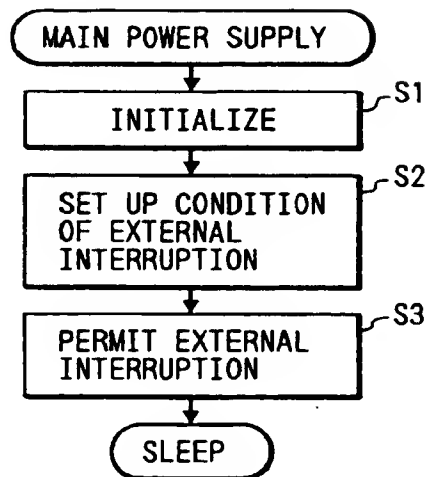 MAIN POWER SUPPLY
S1
INITIALIZE
S2
SET UP CONDITION
OF EXTERNAL
INTERRUPTION
S3
PERMIT EXTERNAL
INTERRUPTION
SLEEP